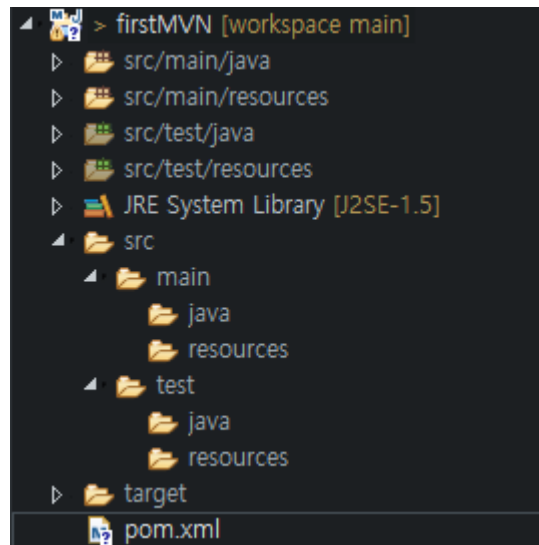 > firstMVN [workspace main]
src/main/java
src/main/resources
src/test/java
src/test/resources
JRE System Library [J2SE-1.5]
src
main
java
resources
test
java
resources
target
pom.xml